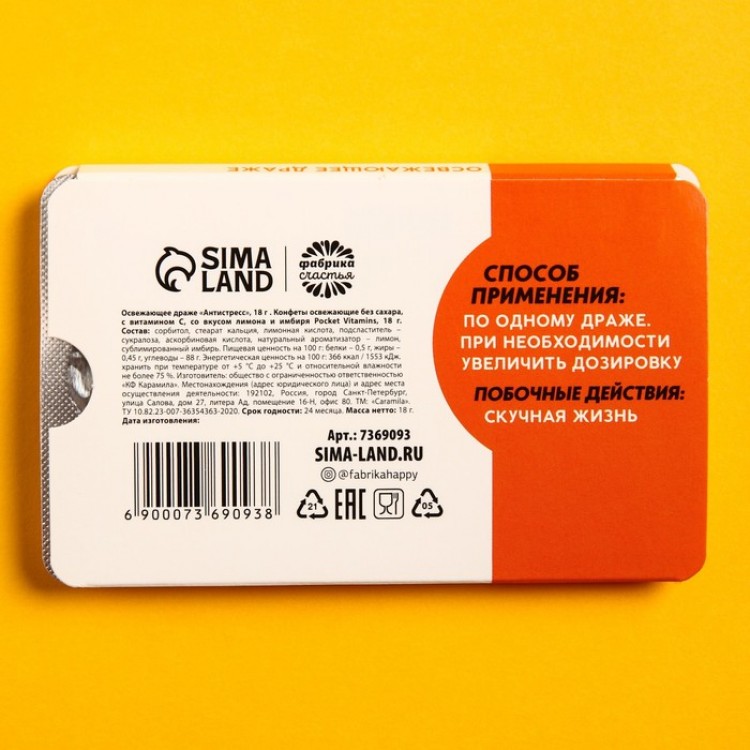 ОСВЕЖАЮЩЕЕ ДРАЖЕ
SIMA
LAND
фабрика
счастья
Освежающее драже «Антистресс», 18 г . Конфеты освежающие без сахара,
с витамином С, со вкусом лимона и имбиря Pocket Vitamins, 18 г.
Состав: сорбитол, стеарат кальция, лимонная кислота, подсластитель –
сукралоза, аскорбиновая кислота, натуральный ароматизатор – лимон,
сублимированный имбирь. Пищевая ценность на 100 г: белки – 0,5 г, жиры –
0,45 г, углеводы – 88 г. Энергетическая ценность на 100 г: 366 ккал / 1553 кДж.
хранить при температуре от +5 °С до +25 °С и относительной влажности
не более 75 %. Изготовитель: общество с ограниченной ответственностью
«КФ Карамила». Местонахождения (адрес юридического лица) и адрес места
осуществления деятельности: 192102, Россия, город Санкт-Петербург,
улица Салова, дом 27, литера Ад, помещение 16-Н, офис 80. ТМ: «Caramila».
ТУ 10.82.23-007-36354363-2020. Срок годности: 24 месяца. Масса нетто: 18 г.
Дата изготовления:
Арт.: 7369093
SIMA-LAND.RU
@fabrikahappy
6 900073 690938
21
EAC
05
СПОСОБ
ПРИМЕНЕНИЯ:
ПО ОДНОМУ ДРАЖЕ.
ПРИ НЕОБХОДИМОСТИ
УВЕЛИЧИТЬ ДОЗИРОВКУ
ПОБОЧНЫЕ ДЕЙСТВИЯ:
СКУЧНАЯ ЖИЗНЬ